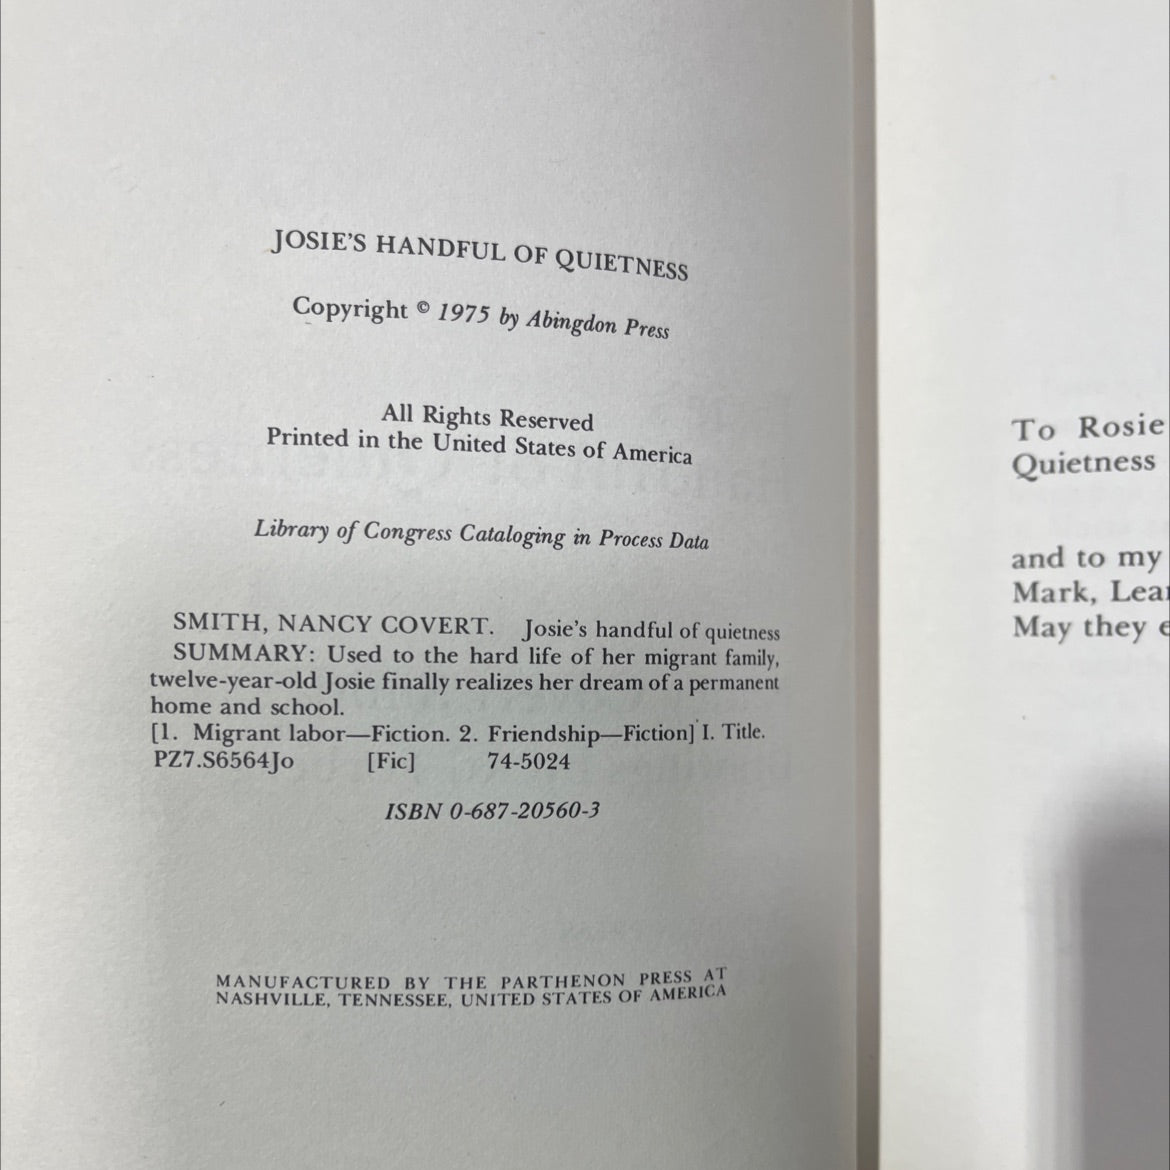 JOSIE'S HANDFUL OF QUIETNESS
Copyright © 1975 by Abingdon Press
All Rights Reserved
Printed in the United States of America
Library of Congress Cataloging in Process Data
SMITH, NANCY COVERT. Josie's handful of quietness
SUMMARY: Used to the hard life of her migrant family,
twelve-year-old Josie finally realizes her dream of a permanent
home and school.
[1. Migrant labor—Fiction. 2. Friendship—Fiction] I. Title.
PZ7.S6564Jo [Fic] 74-5024
ISBN 0-687-20560-3
MANUFACTURED BY THE PARTHENON PRESS AT
NASHVILLE, TENNESSEE, UNITED STATES OF AMERICA
To Rosie
Quietness
and to my
Mark,
May they